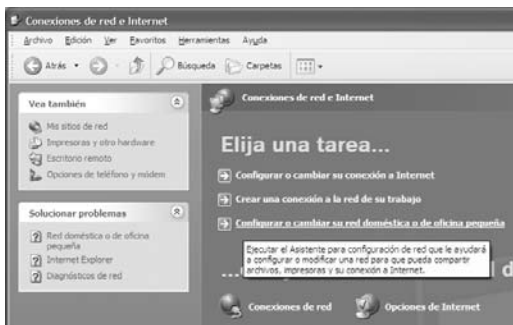 Conexiones de red e Internet
Archivo Edición Ver Favoritos Herramientas Ayuda
Atrás Búsqueda Carpetas
Vea también
Mis sitios de red
Impresoras y otro hardware
Escritorio remoto
Opciones de teléfono y módem
Solucionar problemas
Red doméstica o de oficina
pequeña
Internet Explorer
Diagnósticos de red
Conexiones de red e Internet
Elija una tarea...
Configurar o cambiar su conexión a Internet
Crear una conexión a la red de su trabajo
Configurar o cambiar su red doméstica o de oficina pequeña
Ejecutar el Asistente para configuración de red que le ayudará
a configurar o modificar una red para que pueda compartir
archivos, impresoras y su conexión a Internet.
Conexiones de red Opciones de Internet